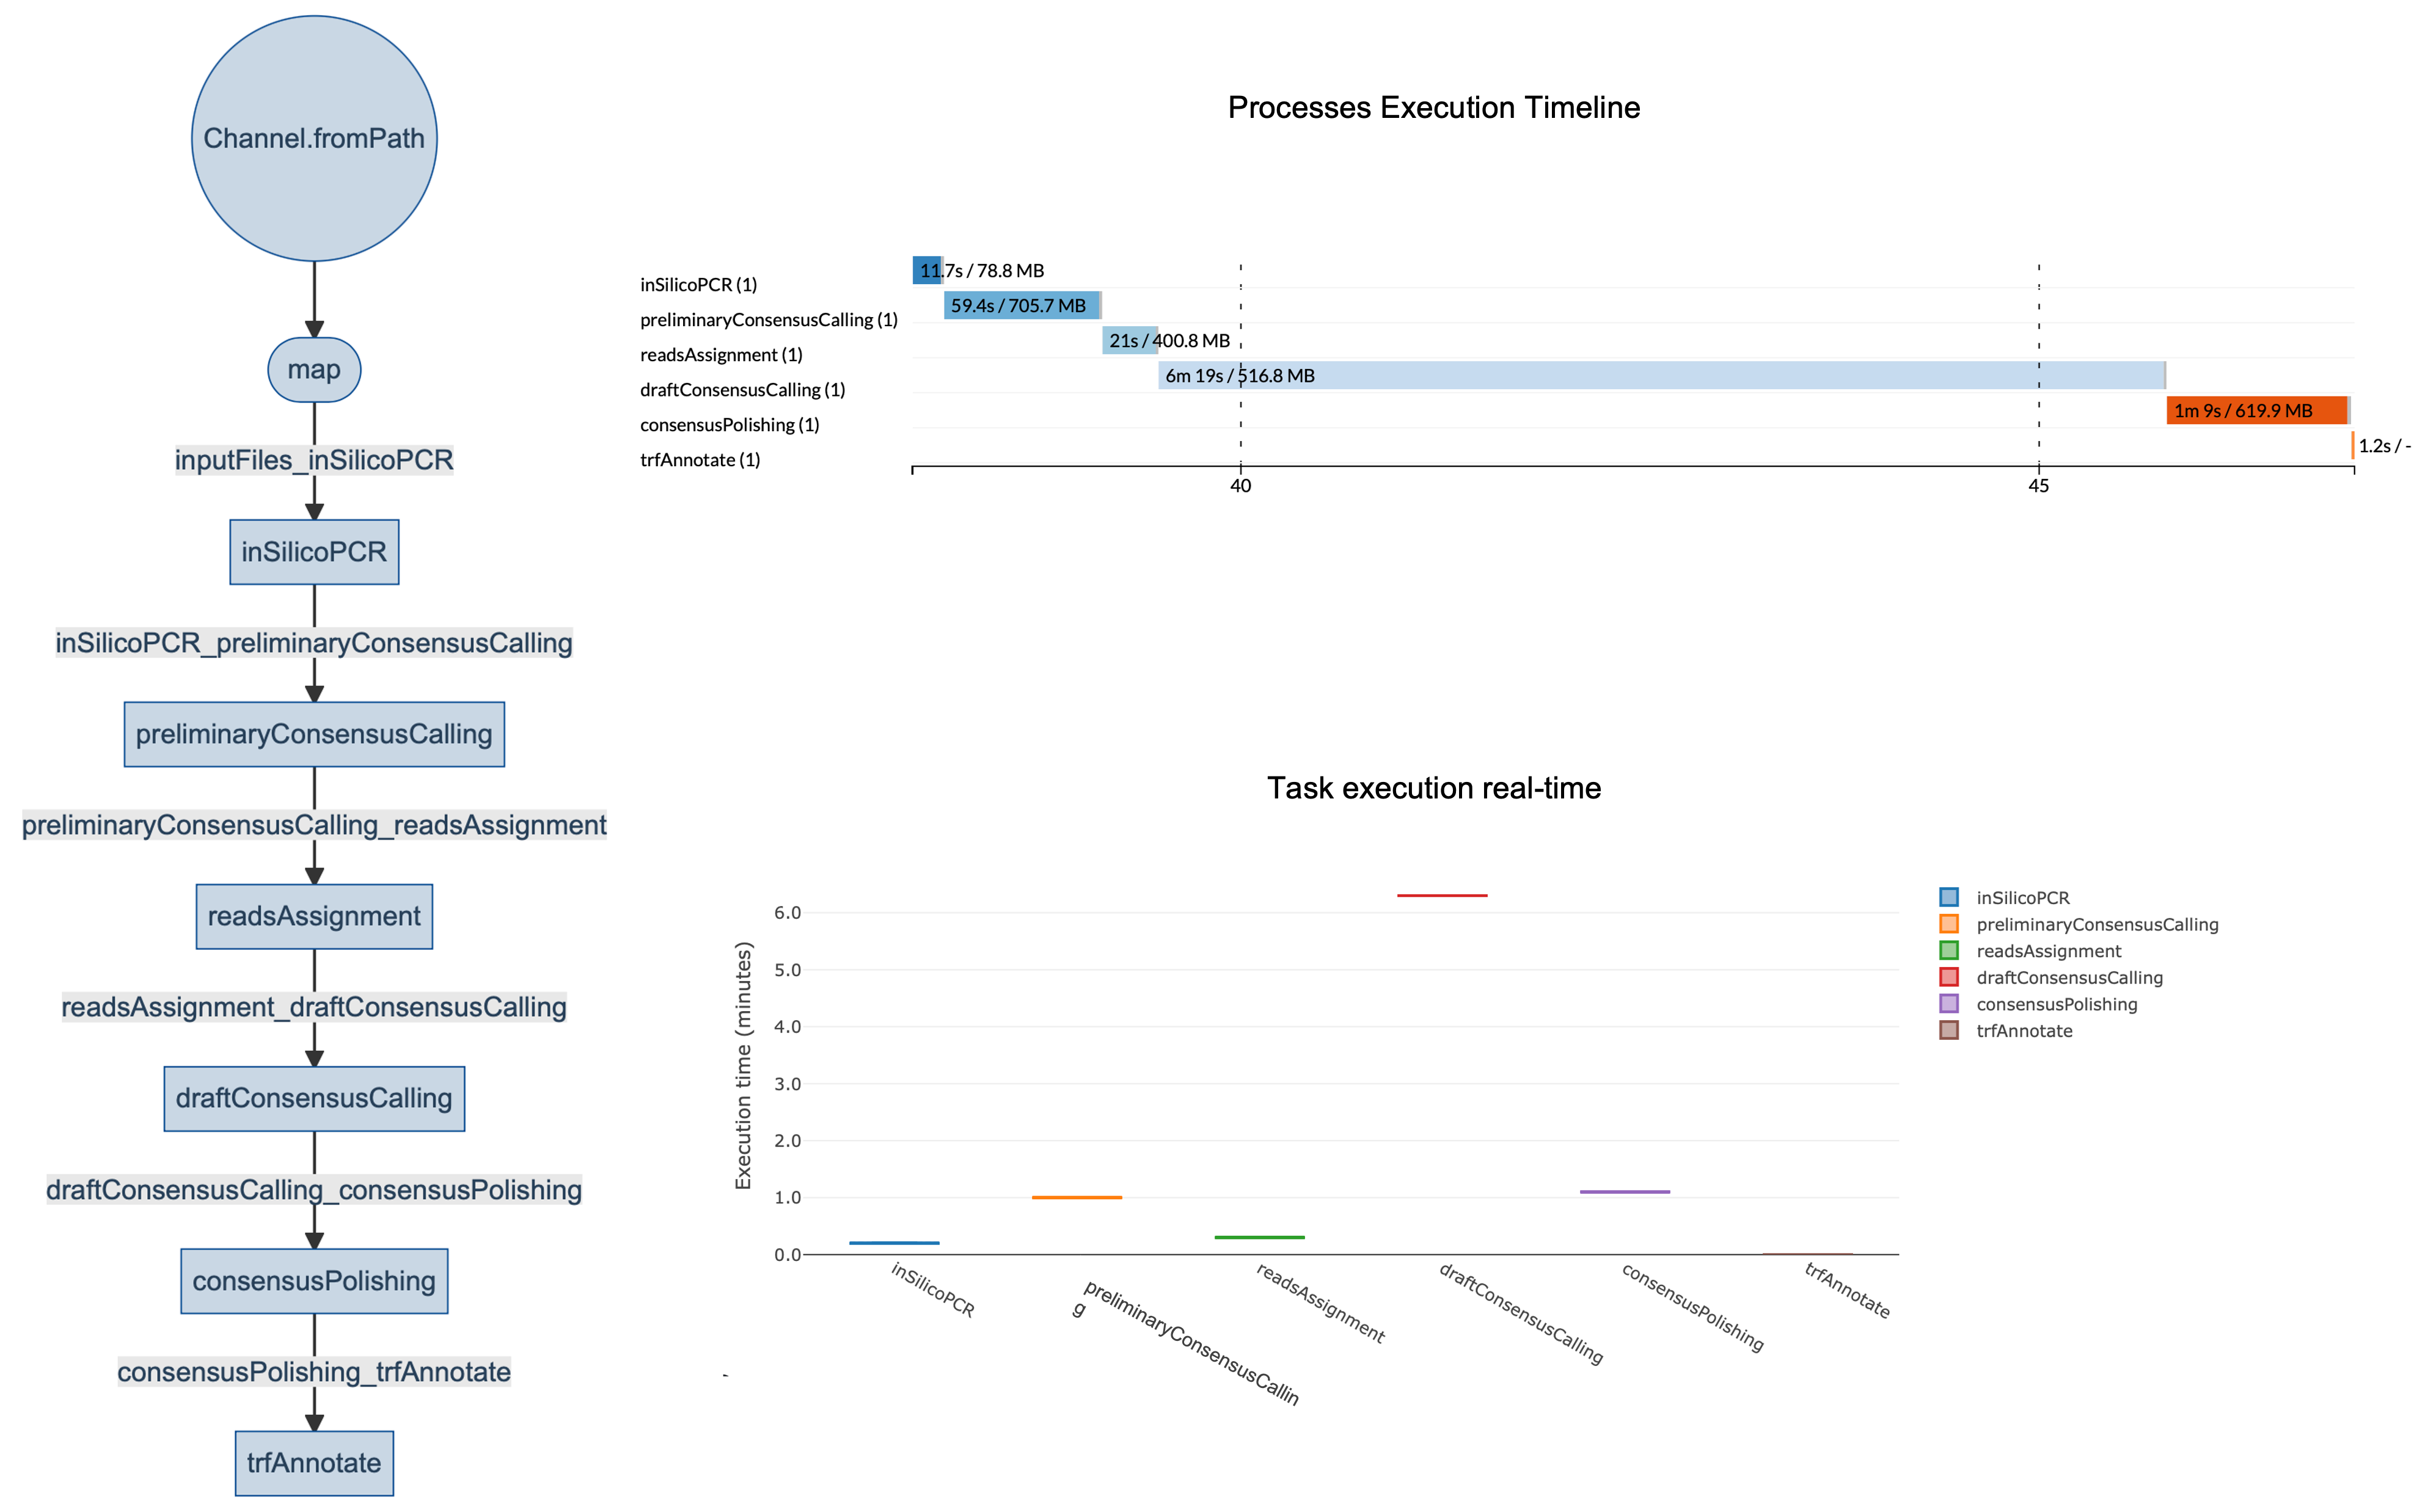 Channel.fromPath
map
inputFiles_inSilicoPCR
inSilicoPCR
inSilicoPCR_preliminaryConsensusCalling
preliminaryConsensusCalling
preliminaryConsensusCalling_readsAssignment
readsAssignment
readsAssignment_draftConsensusCalling
draftConsensusCalling
draftConsensusCalling_consensusPolishing
consensusPolishing
consensusPolishing_trfAnnotate
trfAnnotate
Processes Execution Timeline
inSilicoPCR (1)
11.7s / 78.8 MB
preliminaryConsensusCalling (1)
59.4s / 705.7 MB
readsAssignment (1)
21s / 400.8 MB
draftConsensusCalling (1)
6m 19s / 516.8 MB
consensusPolishing (1)
1m 9s / 619.9 MB
trfAnnotate (1)
1.2s / -
40
45
Task execution real-time
Execution time (minutes)
6.0
5.0
4.0
3.0
2.0
1.0
0.0
inSilicoPCR
preliminaryConsensusCallin
g
readsAssignment
draftConsensusCalling
consensusPolishing
trfAnnotate
inSilicoPCR
preliminaryConsensusCalling
readsAssignment
draftConsensusCalling
consensusPolishing
trfAnnotate